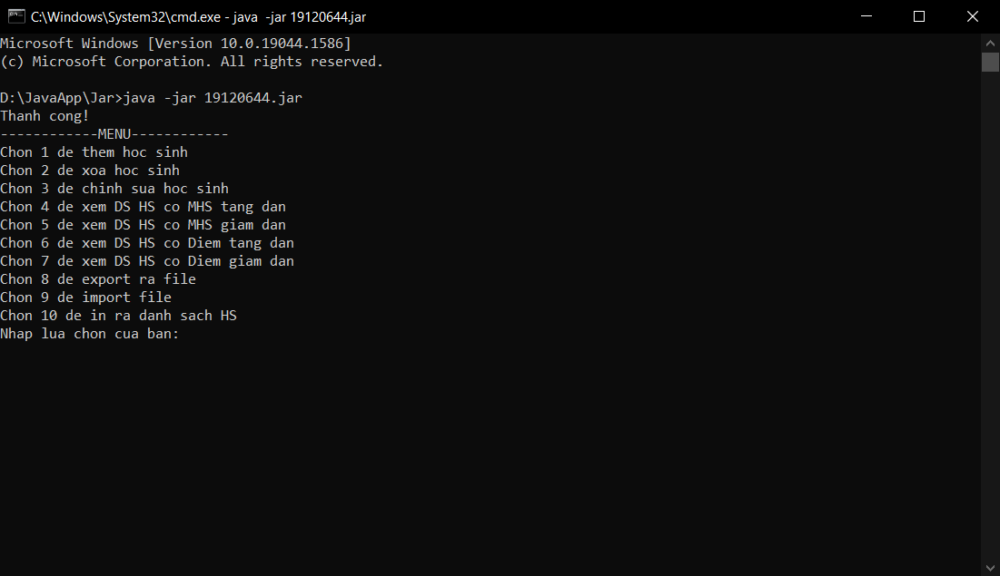 C:\Windows\System32\cmd.exe - java  -jar 19120644.jar
Microsoft Windows [Version 10.0.19044.1586]
(c) Microsoft Corporation. All rights reserved.
D:\JavaApp\Jar>java -jar 19120644.jar
Thanh cong!
------------MENU------------
Chon 1 de them hoc sinh
Chon 2 de xoa hoc sinh
Chon 3 de chinh sua hoc sinh
Chon 4 de xem DS HS co MHS tang dan
Chon 5 de xem DS HS co MHS giam dan
Chon 6 de xem DS HS co Diem tang dan
Chon 7 de xem DS HS co Diem giam dan
Chon 8 de export ra file
Chon 9 de import file
Chon 10 de in ra danh sach HS
Nhap lua chon cua ban: